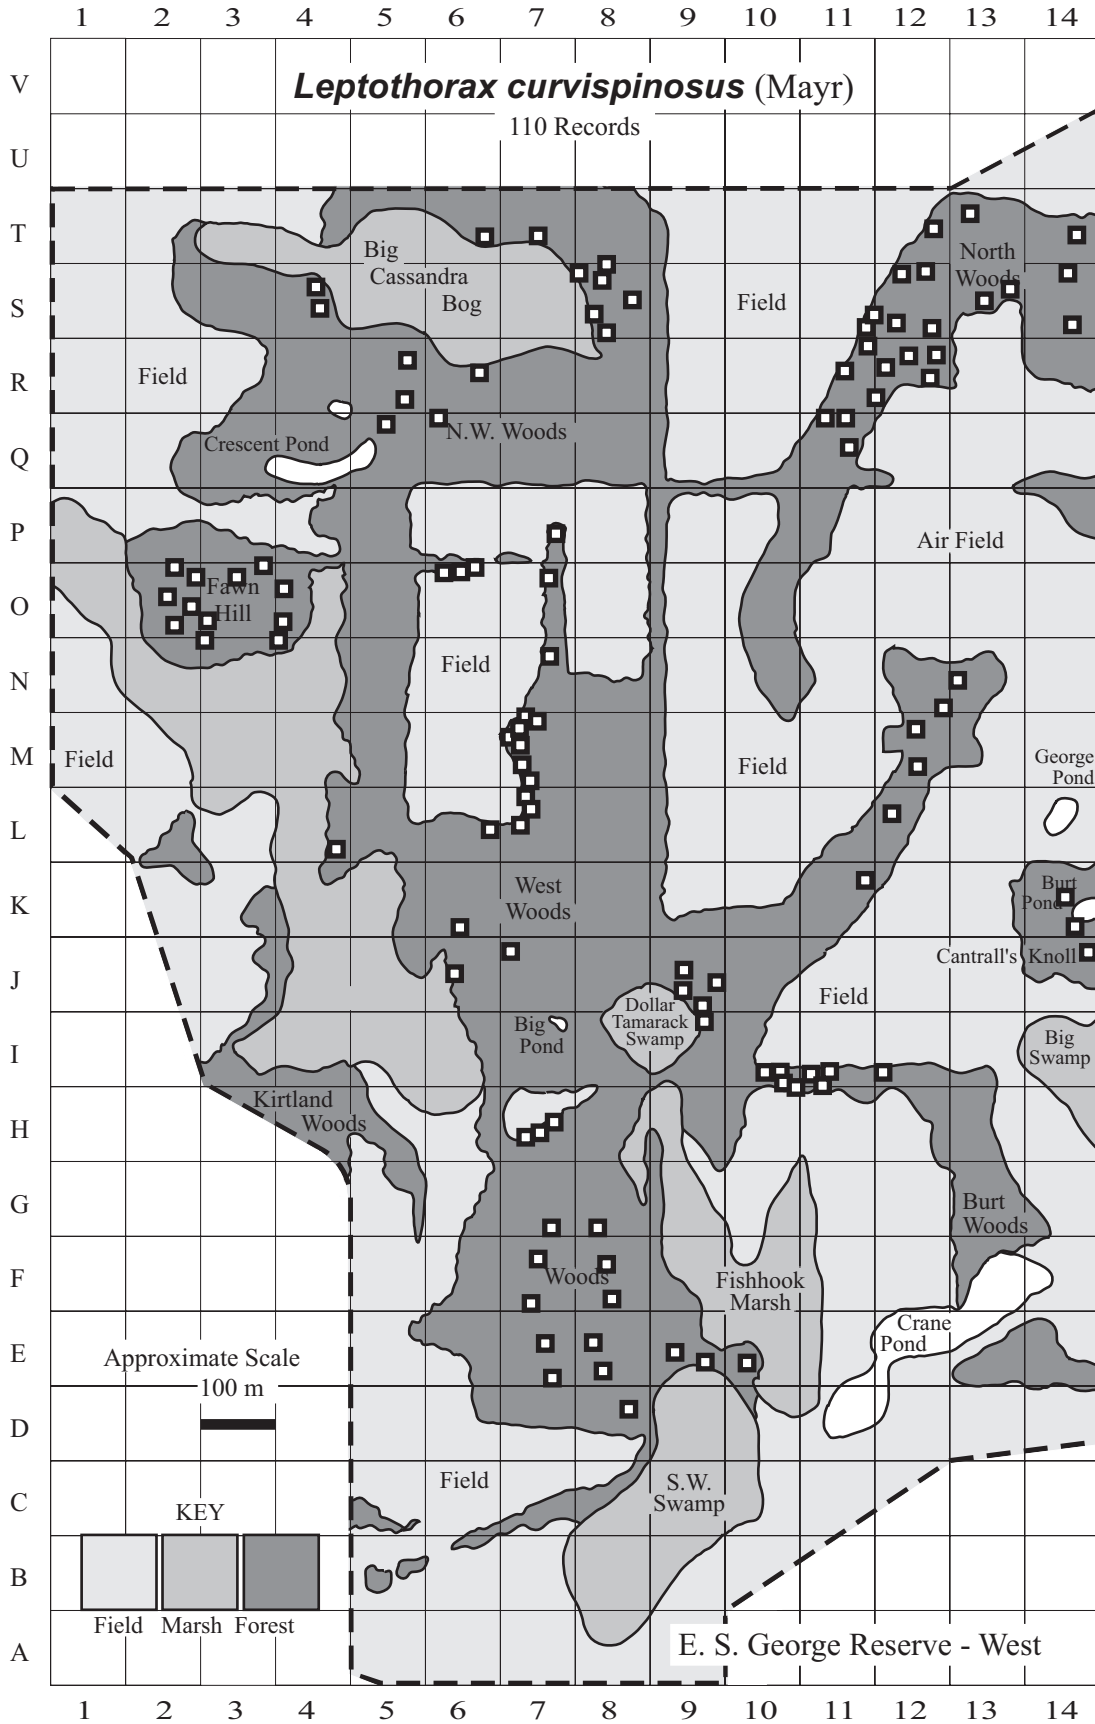 1 2 3 4 5 6 7 8 9 10 11 12 13 14
V
Leptothorax curvispinosus (Mayr)
110 Records
U
T
Big
Cassandra
Bog
North
Woods
S
Field
R
Field
N.W. Woods
Crescent Pond
Q
P
Air Field
O
Fawn
Hill
N
Field
M
Field
Field
George
Pond
L
K
West
Woods
Burt
Pond
J
Cantrall's Knoll
Field
Dollar
Tamarack
Swamp
I
Big
Pond
Big
Swamp
H
Kirtland
Woods
G
Burt
Woods
F
Woods
Fishhook
Marsh
E
Crane
Pond
Approximate Scale
100 m
D
Field
C
S.W.
Swamp
KEY
B
Field Marsh Forest
A
E. S. George Reserve - West
1 2 3 4 5 6 7 8 9 10 11 12 13 14